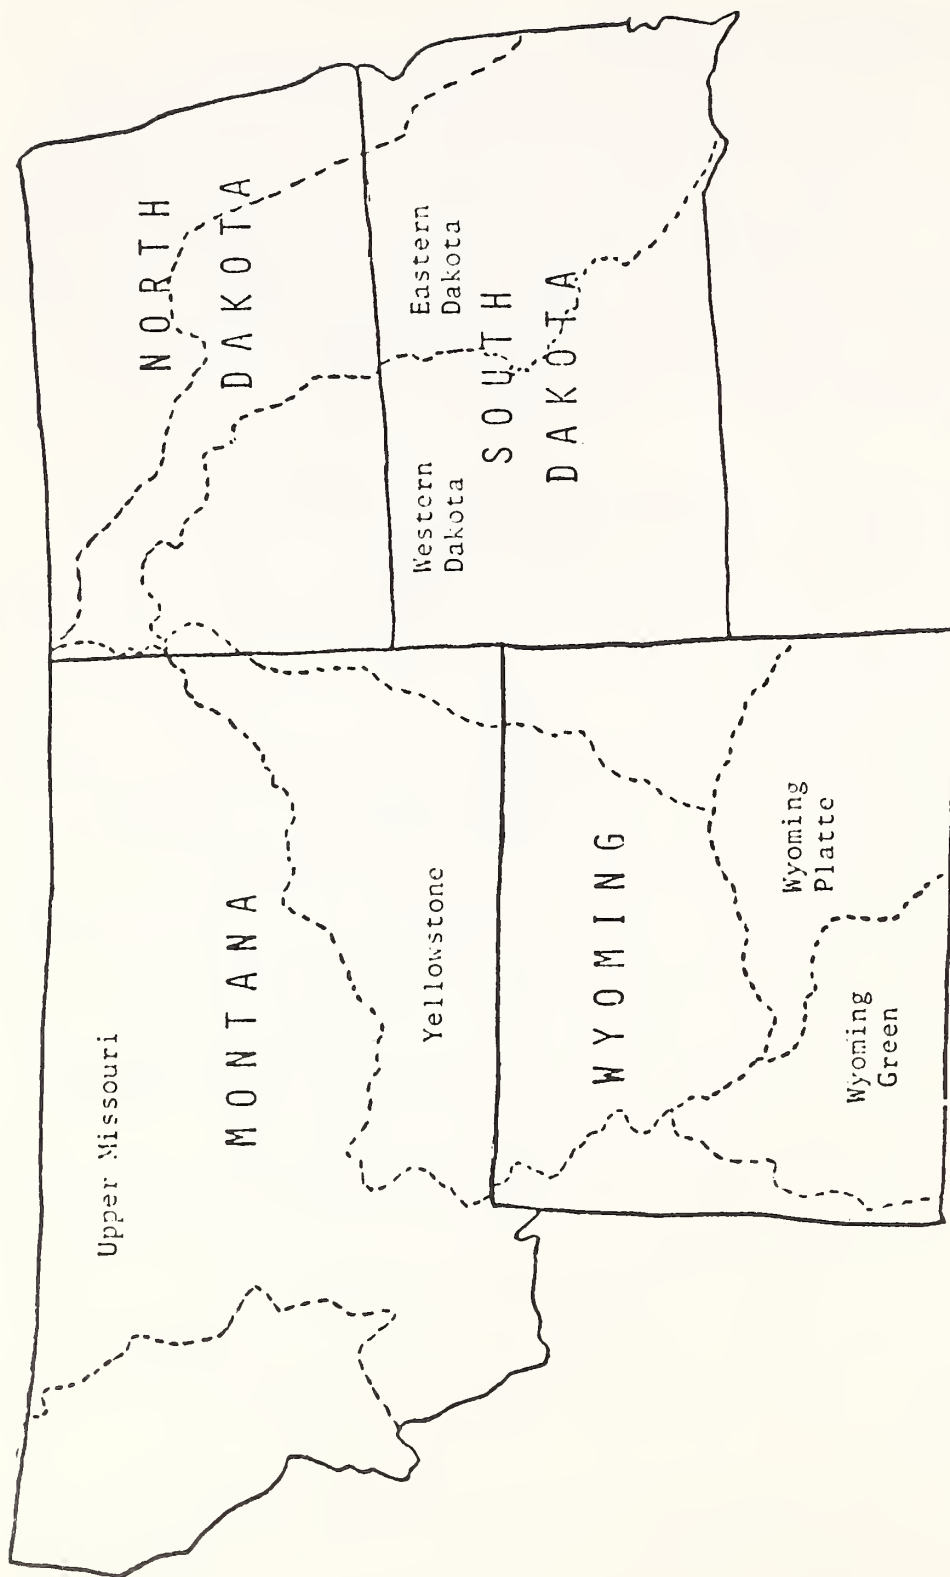 Upper Missouri
MONTANA
Yellowstone
NORTH
DAKOTA
Western
Dakota
Eastern
Dakota
SOUTH
DAKOTA
WYOMING
Wyoming
Green
Wyoming
Platte